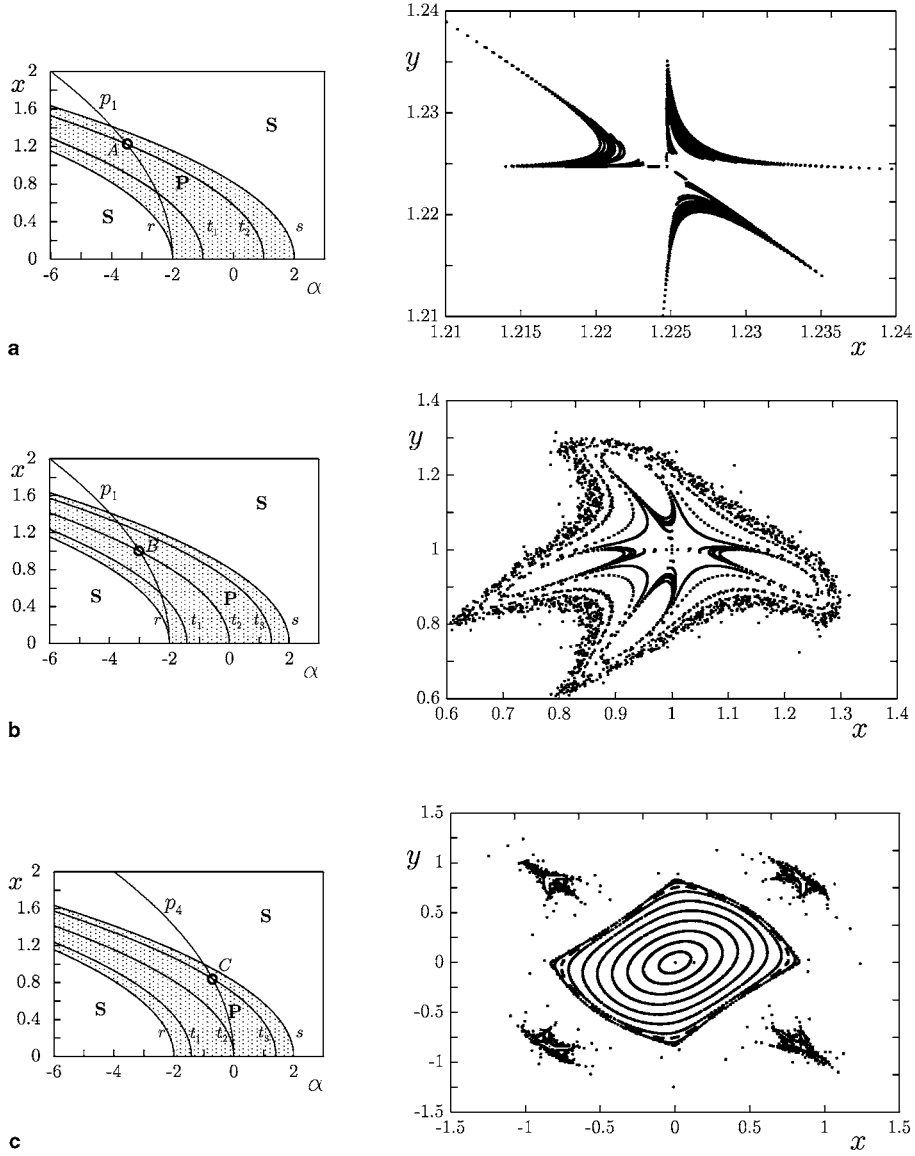 x
2
1.6
1.2
0.8
0.4
0
p1
A
S
P
S
r
t1
t2
s
-6 -4 -2 0 2
α
a
1.24
y
1.23
1.22
1.21
1.21 1.215 1.22 1.225 1.23 1.235 1.24
x
x
2
1.6
1.2
0.8
0.4
0
p1
B
S
S
P
r
t1
t2
t3
s
-6 -4 -2 0 2
α
b
1.4
y
1.2
1
0.8
0.6
0.6 0.7 0.8 0.9 1 1.1 1.2 1.3 1.4
x
x
2
1.6
1.2
0.8
0.4
0
p4
C
S
S
P
r
t1
t2
t3
s
-6 -4 -2 0 2
α
c
1.5
y
1
0.5
0
-0.5
-1
-1.5
-1.5 -1 -0.5 0 0.5 1 1.5
x